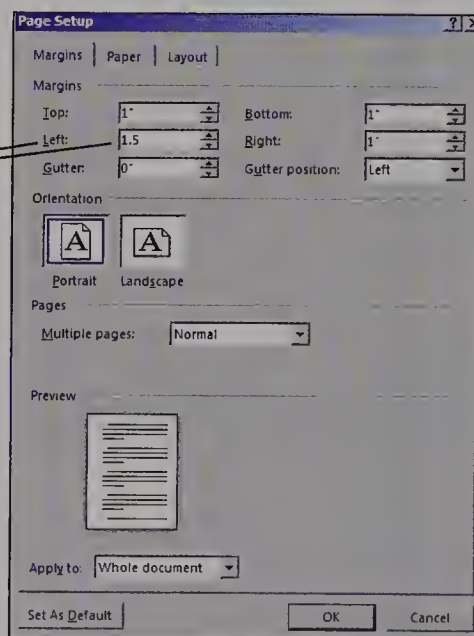 Page Setup ? X
Margins Paper Layout
Margins
Top: 1" Bottom: 1"
Left: 1.5 Right: 1"
Gutter: 0" Gutter position: Left
Orientation
A A
Portrait Landscape
Pages
Multiple pages: Normal
Preview
Apply to: Whole document
Set As Default OK Cancel